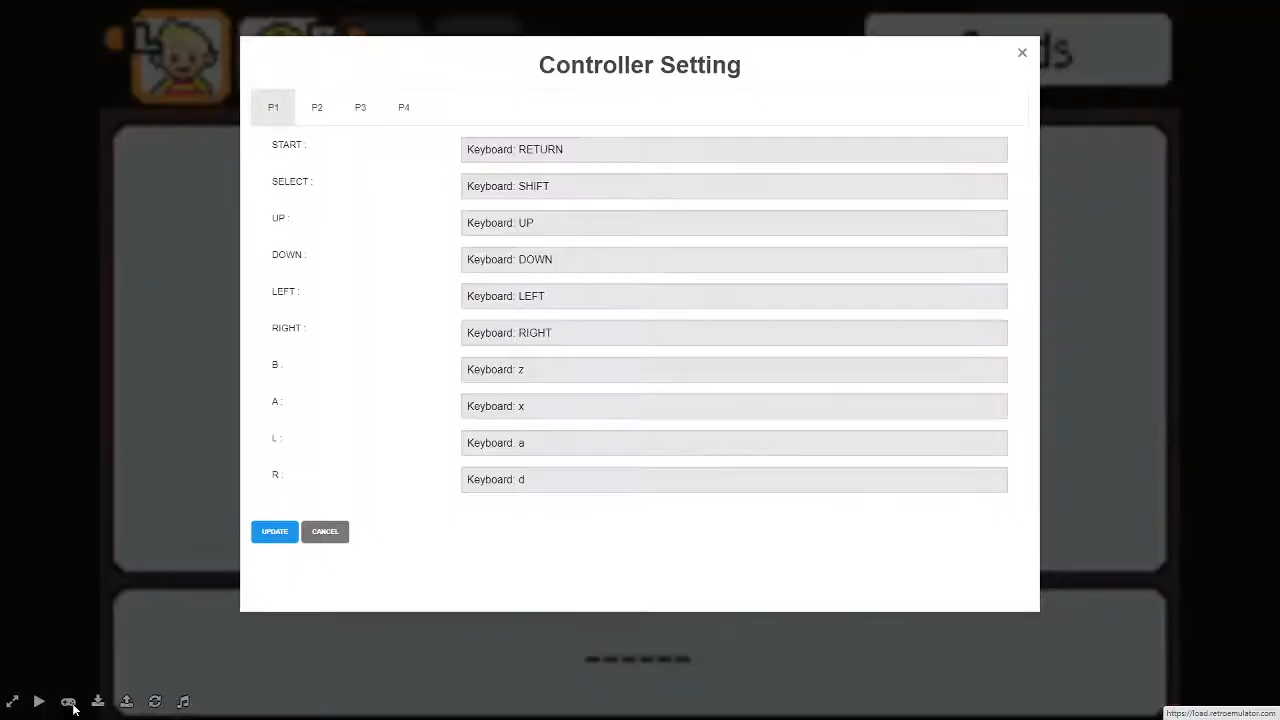 Controller Setting
×
P1 P2 P3 P4
START : Keyboard: RETURN
SELECT : Keyboard: SHIFT
UP : Keyboard: UP
DOWN : Keyboard: DOWN
LEFT : Keyboard: LEFT
RIGHT : Keyboard: RIGHT
B : Keyboard: z
A : Keyboard: x
L : Keyboard: a
R : Keyboard: d
UPDATE CANCEL
https://load.retroemulator.com